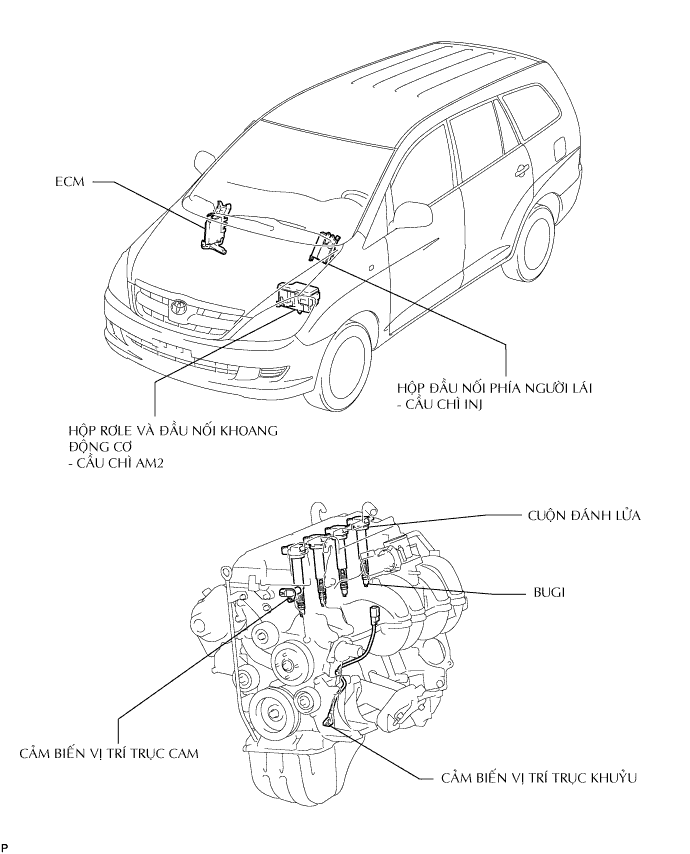 ECM
HỘP ĐẦU NỐI PHÍA NGƯỜI LÁI
- CẦU CHÌ INJ
HỘP RƠLE VÀ ĐẦU NỐI KHOANG
ĐỘNG CƠ
- CẦU CHÌ AM2
CUỘN ĐÁNH LỬA
BUGI
CẢM BIẾN VỊ TRÍ TRỤC CAM
CẢM BIẾN VỊ TRÍ TRỤC KHUỶU
P